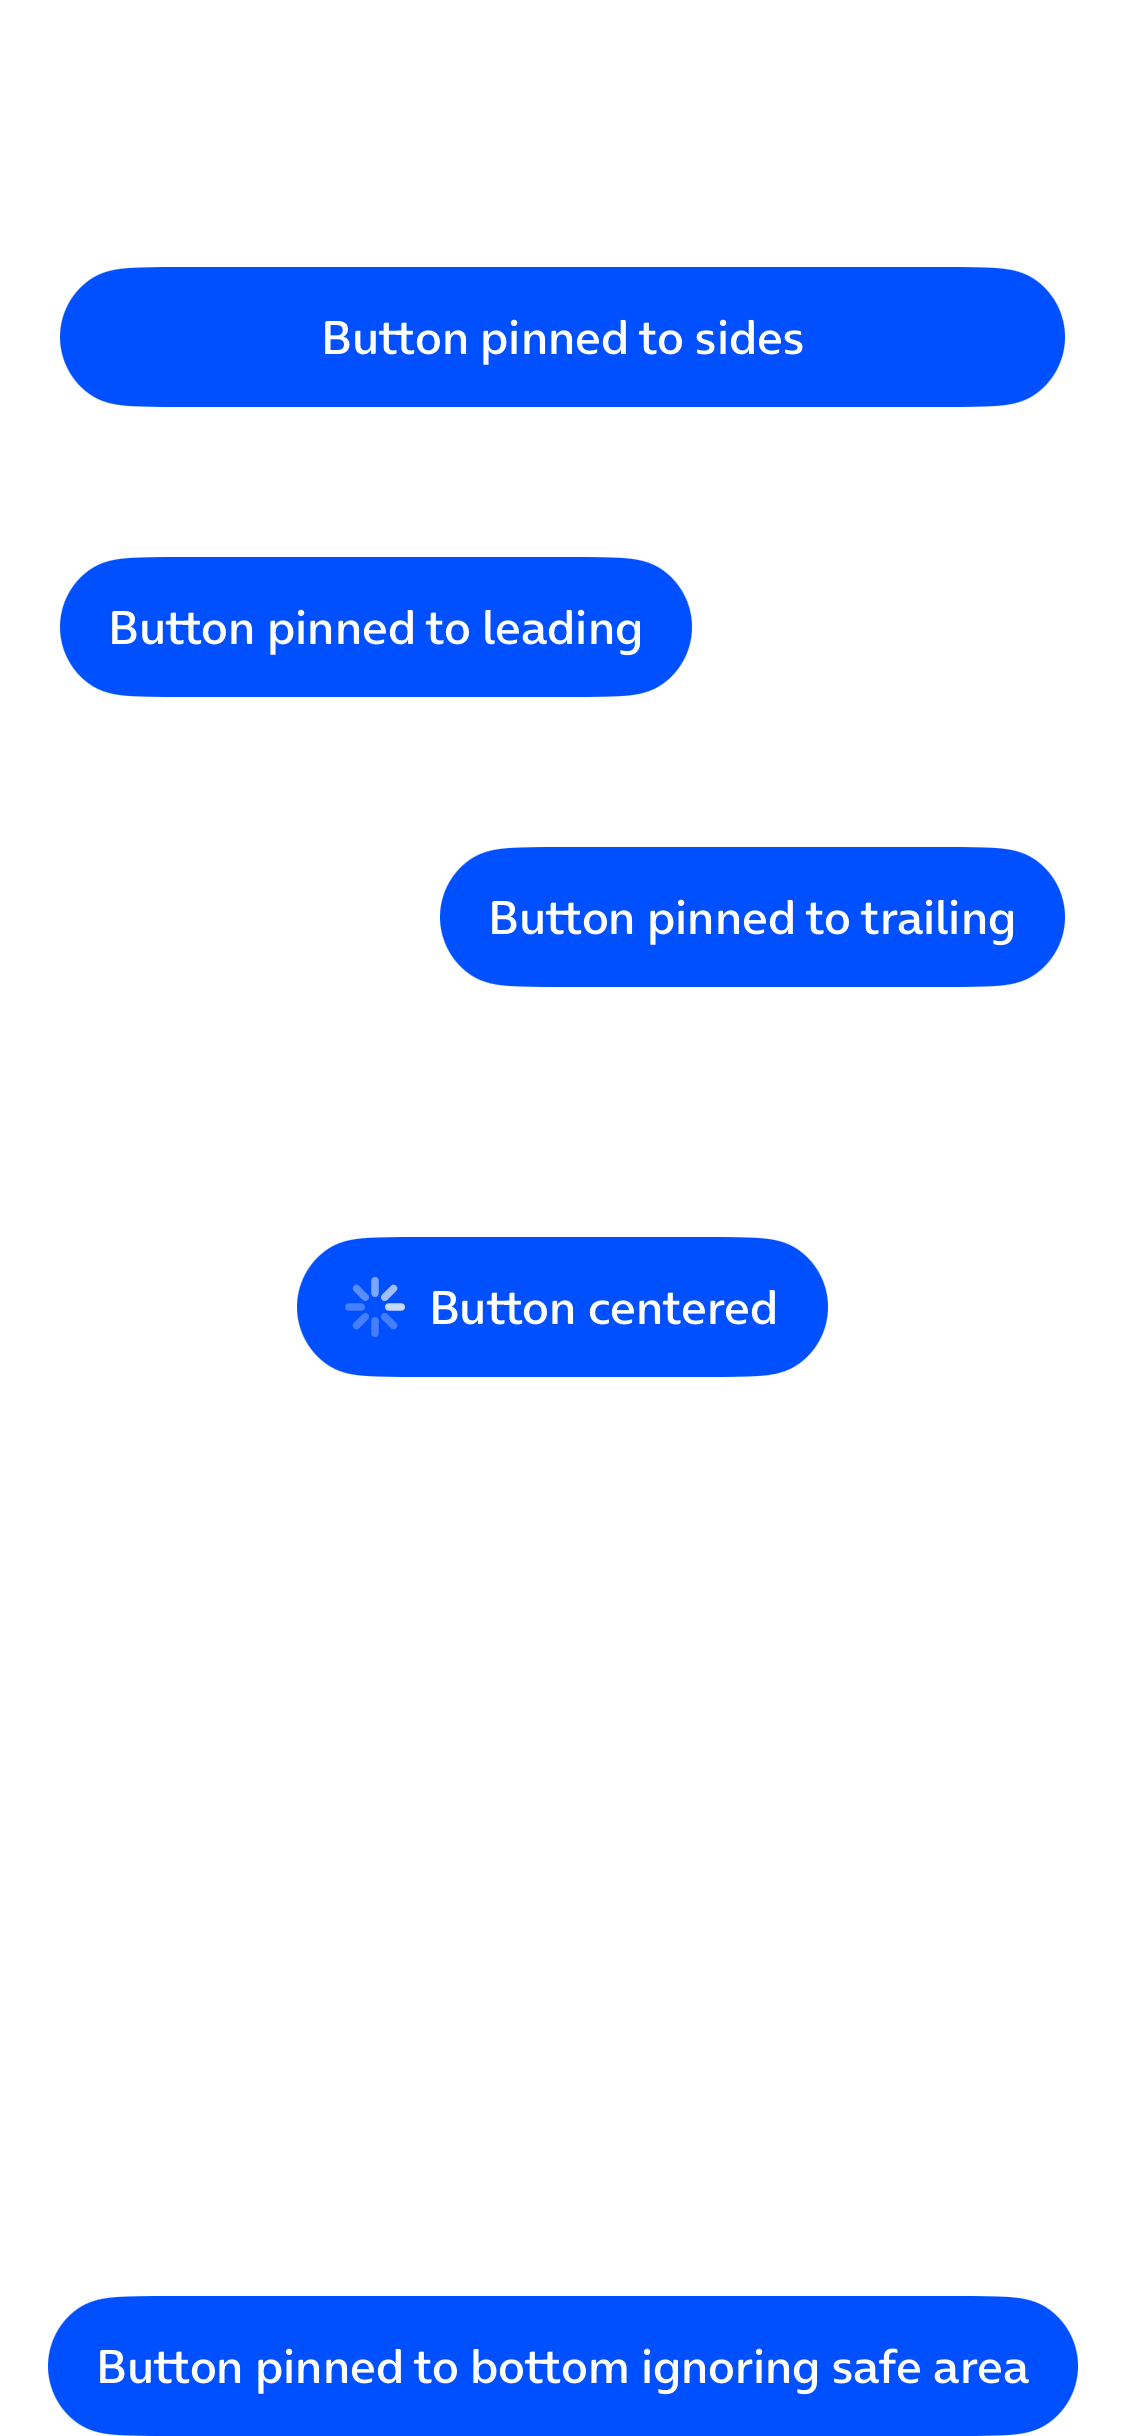 Button pinned to sides
Button pinned to leading
Button pinned to trailing
Button centered
Button pinned to bottom ignoring safe area